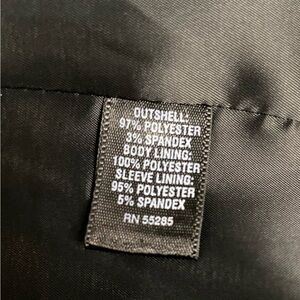 OUTSHELL:
97% POLYESTER
3% SPANDEX
BODY LINING:
100% POLYESTER
SLEEVE LINING:
95% POLYESTER
5% SPANDEX
RN 55285